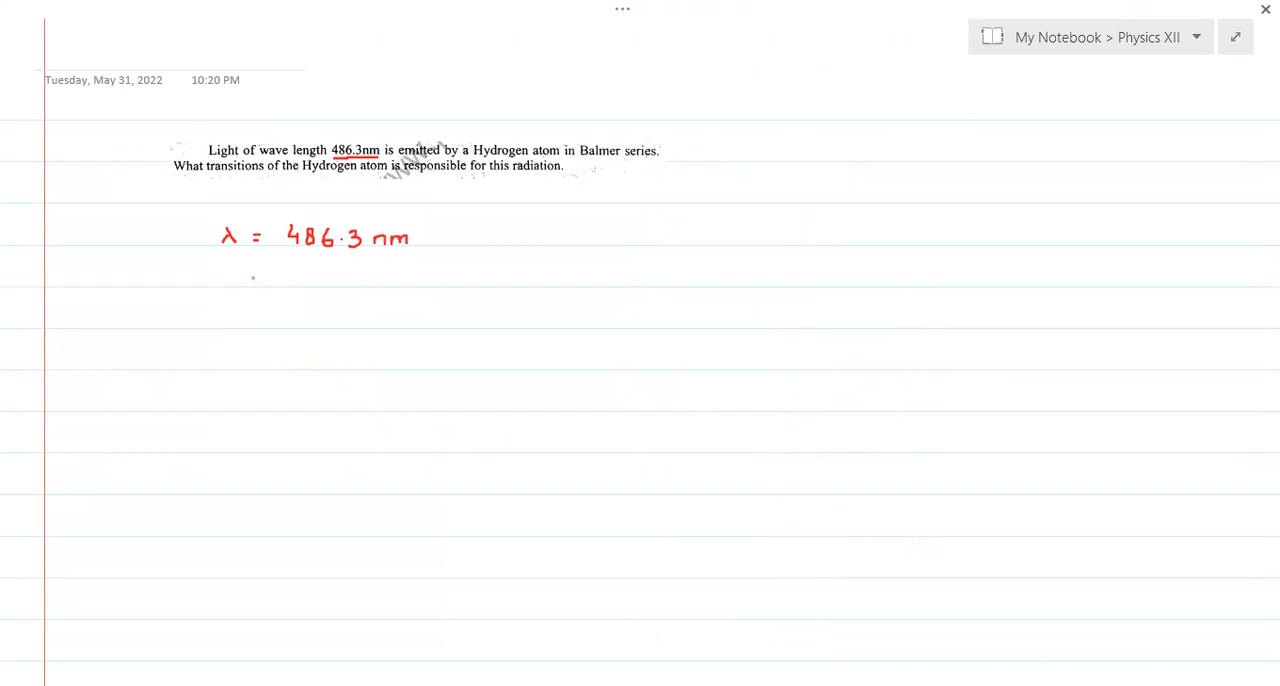 My Notebook > Physics XII
Tuesday, May 31, 2022 10:20 PM
Light of wave length 486.3nm is emitted by a Hydrogen atom in Balmer series.
What transitions of the Hydrogen atom is responsible for this radiation.
λ = 486.3 nm